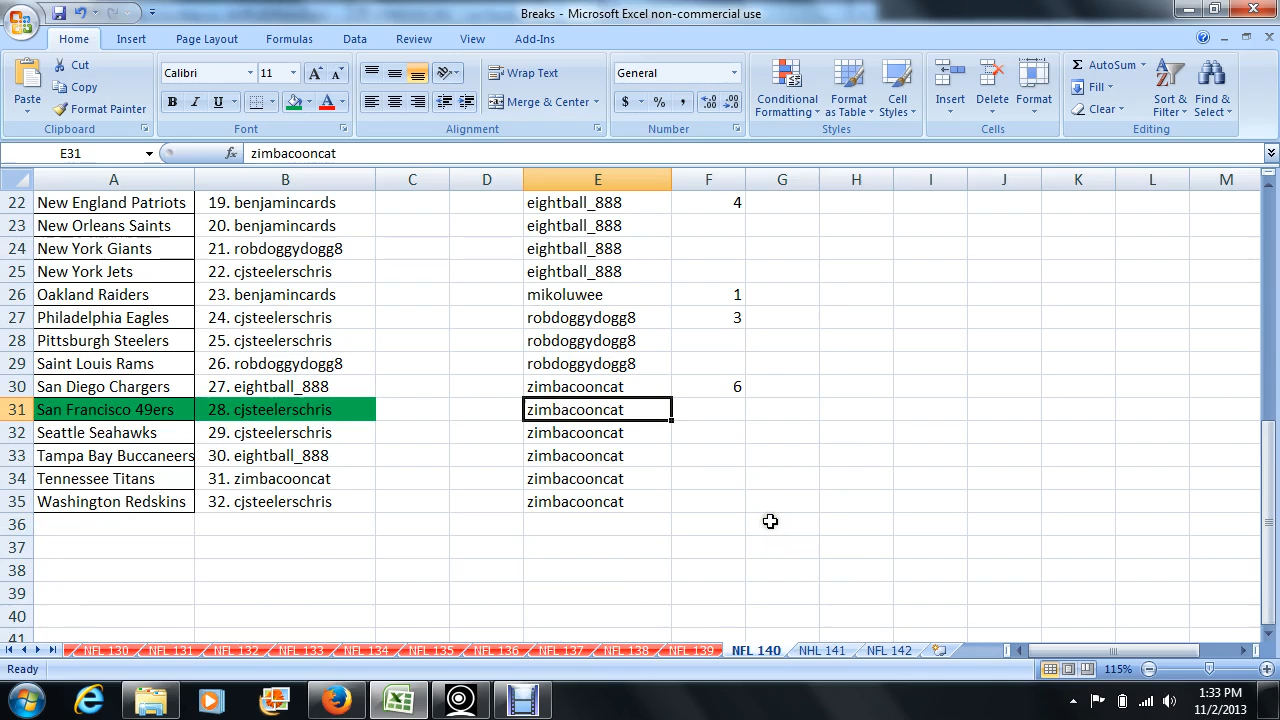 Breaks - Microsoft Excel non-commercial use
Home Insert Page Layout Formulas Data Review View Add-Ins
Paste Cut Copy Format Painter Clipboard
Calibri 11 B I U Font
Wrap Text Merge & Center Alignment
General $ % , Number
Conditional Formatting Format as Table Cell Styles Styles
Insert Delete Format Cells
AutoSum Fill Clear Sort & Filter Find & Select Editing
E31 fx zimbacooncat
A B C D E F G H I J K L M
22 New England Patriots 19. benjamincards eightball_888 4
23 New Orleans Saints 20. benjamincards eightball_888
24 New York Giants 21. robdoggydogg8 eightball_888
25 New York Jets 22. cjsteelerschris eightball_888
26 Oakland Raiders 23. benjamincards mikoluwee 1
27 Philadelphia Eagles 24. cjsteelerschris robdoggydogg8 3
28 Pittsburgh Steelers 25. cjsteelerschris robdoggydogg8
29 Saint Louis Rams 26. robdoggydogg8 robdoggydogg8
30 San Diego Chargers 27. eightball_888 zimbacooncat 6
31 San Francisco 49ers 28. cjsteelerschris zimbacooncat
32 Seattle Seahawks 29. cjsteelerschris zimbacooncat
33 Tampa Bay Buccaneers 30. eightball_888 zimbacooncat
34 Tennessee Titans 31. zimbacooncat zimbacooncat
35 Washington Redskins 32. cjsteelerschris zimbacooncat
36
37
38
39
40
41
NFL 130 NFL 131 NFL 132 NFL 133 NFL 134 NFL 135 NFL 136 NFL 137 NFL 138 NFL 139 NFL 140 NHL 141 NFL 142
Ready 115%
1:33 PM
11/2/2013